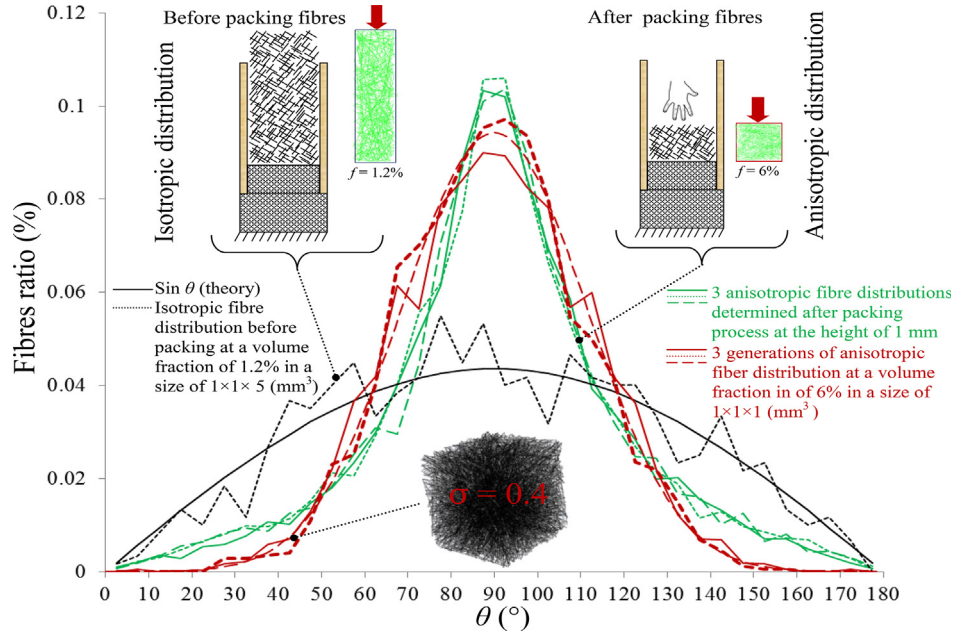 Before packing fibres
After packing fibres
Isotropic distribution
Anisotropic distribution
f = 1.2%
f = 6%
Sin θ (theory)
Isotropic fibre
distribution before
packing at a volume
fraction of 1.2% in a
size of 1×1× 5 (mm³)
3 anisotropic fibre distributions
determined after packing
process at the height of 1 mm
3 generations of anisotropic
fiber distribution at a volume
fraction in of 6% in a size of
1×1×1 (mm³ )
σ = 0.4
Fibres ratio (%)
0.12
0.1
0.08
0.06
0.04
0.02
0
0 10 20 30 40 50 60 70 80 90 100 110 120 130 140 150 160 170 180
θ (°)